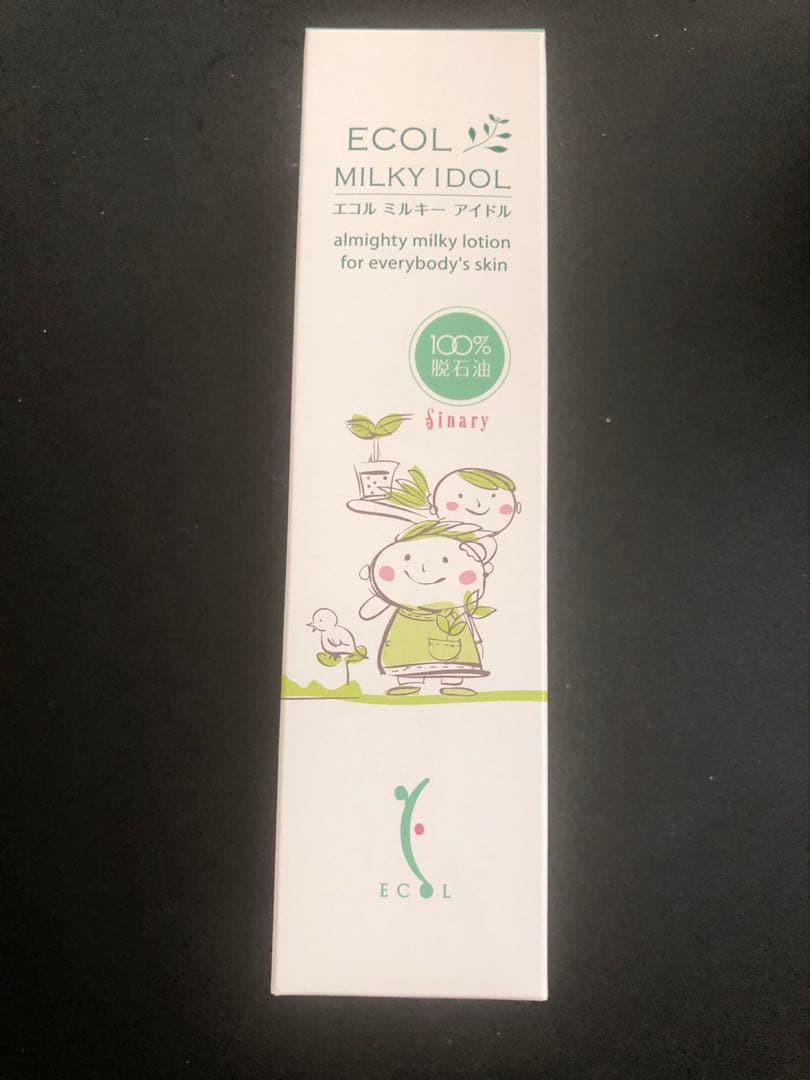 ECOL
MILKY IDOL
エコル ミルキー アイドル
almighty milky lotion
for everybody's skin
100%
脱石油
Sinary
ECOL